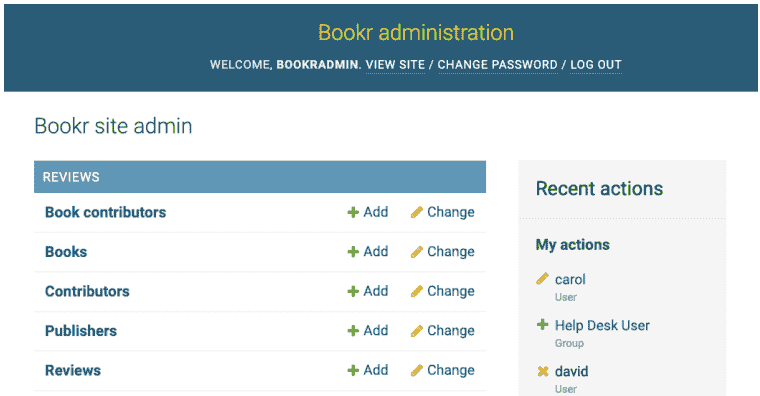 Bookr administration
WELCOME, BOOKRADMIN. VIEW SITE / CHANGE PASSWORD / LOG OUT
Bookr site admin
REVIEWS
Book contributors Add Change
Books Add Change
Contributors Add Change
Publishers Add Change
Reviews Add Change
Recent actions
My actions
carol
User
Help Desk User
Group
david
User